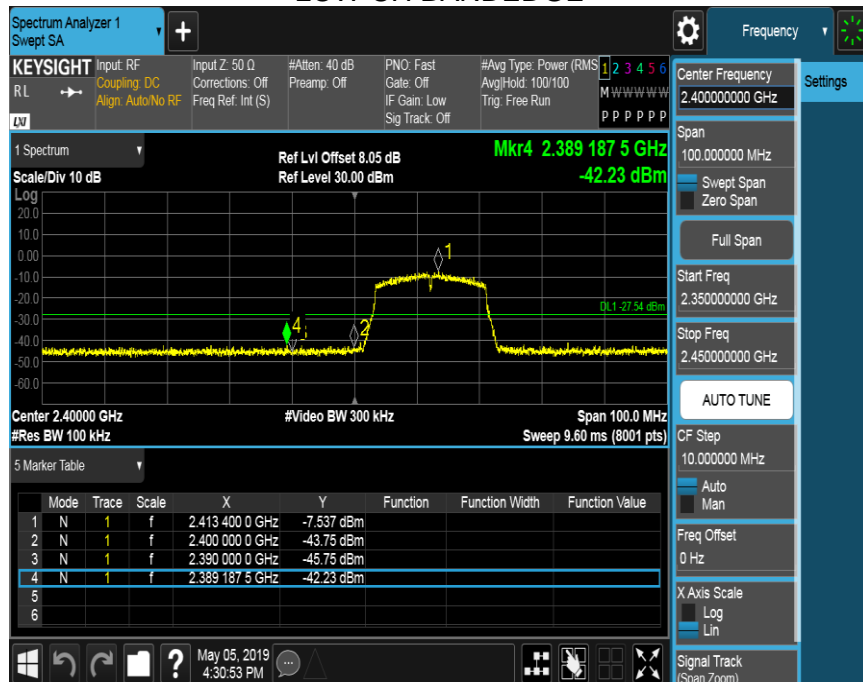 LOW CH BANDEDGE
Spectrum Analyzer 1
Swept SA
+
Frequency
KEYSIGHT
RL
LXI
Input: RF
Coupling: DC
Align: Auto/No RF
Input Z: 50 Ω
Corrections: Off
Freq Ref: Int (S)
#Atten: 40 dB
Preamp: Off
PNO: Fast
Gate: Off
IF Gain: Low
Sig Track: Off
#Avg Type: Power (RMS
Avg|Hold: 100/100
Trig: Free Run
1 2 3 4 5 6
M W W W W W
P P P P P P
Center Frequency
2.400000000 GHz
Settings
Span
100.000000 MHz
Swept Span
Zero Span
Full Span
Start Freq
2.350000000 GHz
Stop Freq
2.450000000 GHz
AUTO TUNE
CF Step
10.000000 MHz
Auto
Man
Freq Offset
0 Hz
X Axis Scale
Log
Lin
Signal Track
(Span Zoom)
1 Spectrum
Scale/Div 10 dB
Ref Lvl Offset 8.05 dB
Ref Level 30.00 dBm
Mkr4 2.389 187 5 GHz
-42.23 dBm
Log
20.0
10.0
0.00
-10.0
-20.0
-30.0
-40.0
-50.0
-60.0
1
DL1 -27.54 dBm
4
2
Center 2.40000 GHz
#Res BW 100 kHz
#Video BW 300 kHz
Span 100.0 MHz
Sweep 9.60 ms (8001 pts)
5 Marker Table
Mode Trace Scale X Y Function Function Width Function Value
1 N 1 f 2.413 400 0 GHz -7.537 dBm
2 N 1 f 2.400 000 0 GHz -43.75 dBm
3 N 1 f 2.390 000 0 GHz -45.75 dBm
4 N 1 f 2.389 187 5 GHz -42.23 dBm
5
6
?
May 05, 2019
4:30:53 PM